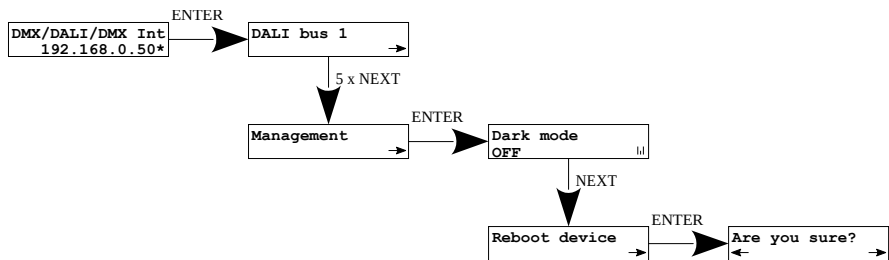 ENTER
DMX/DALI/DMX Int
192.168.0.50*
DALI bus 1
5 x NEXT
ENTER
Management
Dark mode
OFF
NEXT
ENTER
Reboot device
Are you sure?